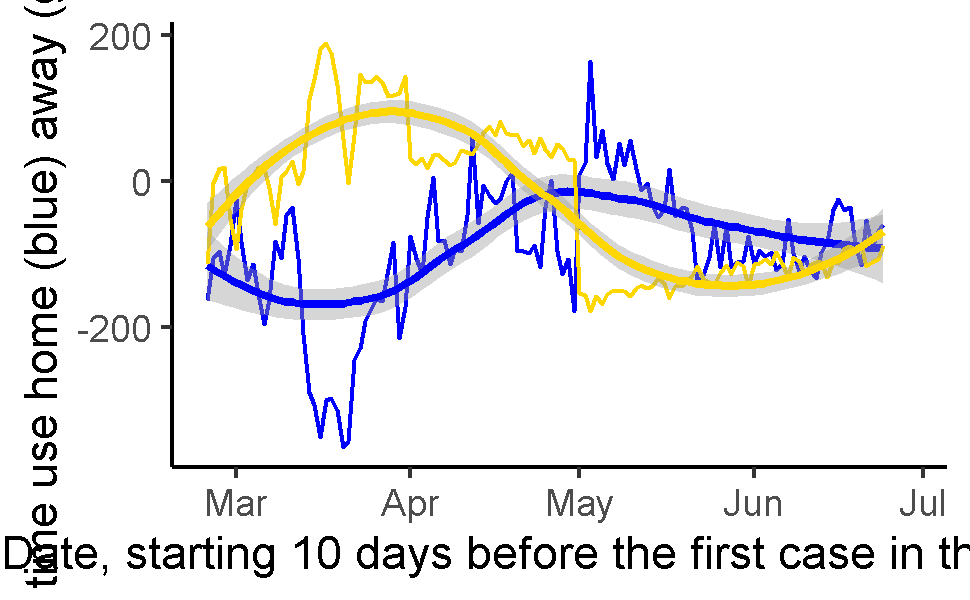 time use home (blue) away (
200
0
-200
Mar Apr May Jun Jul
Date, starting 10 days before the first case in th